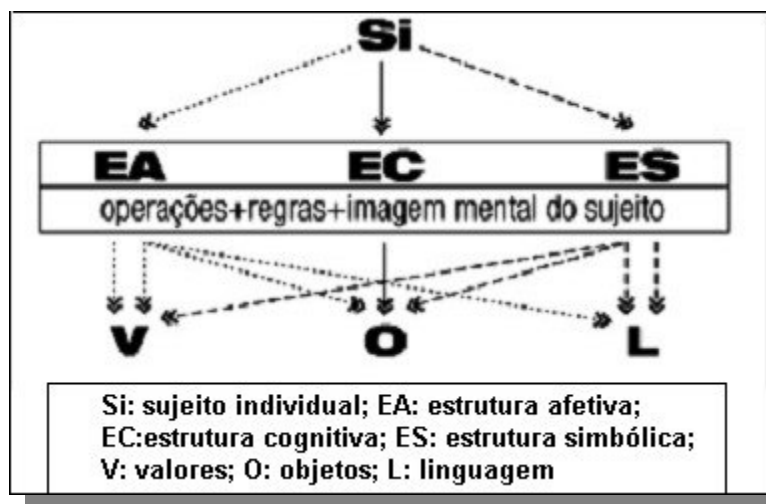 Si
EA EC ES
operações+regras+imagem mental do sujeito
V O L
Si: sujeito individual; EA: estrutura afetiva;
EC:estrutura cognitiva; ES: estrutura simbólica;
V: valores; O: objetos; L: linguagem